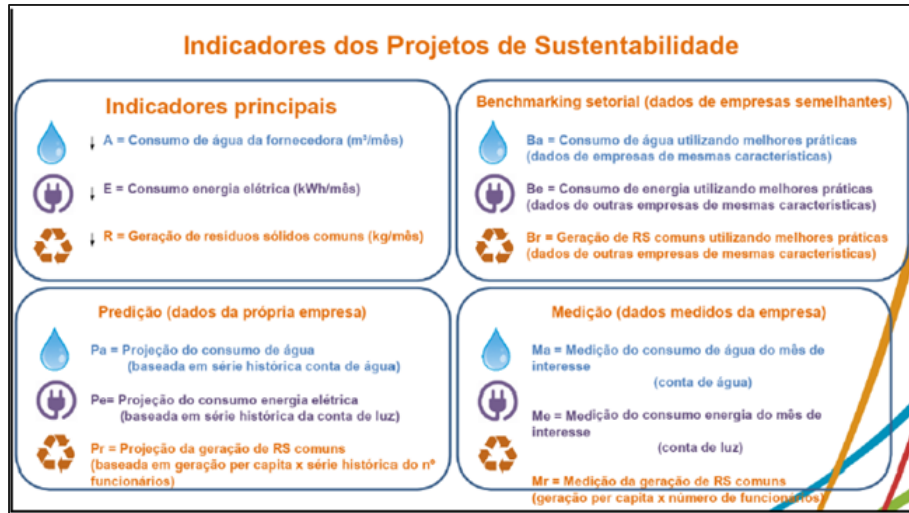 Indicadores dos Projetos de Sustentabilidade
Indicadores principais
↓ A = Consumo de água da fornecedora (m³/mês)
↓ E = Consumo energia elétrica (kWh/mês)
↓ R = Geração de resíduos sólidos comuns (kg/mês)
Benchmarking setorial (dados de empresas semelhantes)
Ba = Consumo de água utilizando melhores práticas
(dados de empresas de mesmas características)
Be = Consumo de energia utilizando melhores práticas
(dados de outras empresas de mesmas características)
Br = Geração de RS comuns utilizando melhores práticas
(dados de outras empresas de mesmas características)
Predição (dados da própria empresa)
Pa = Projeção do consumo de água
(baseada em série histórica conta de água)
Pe= Projeção do consumo energia elétrica
(baseada em série histórica da conta de luz)
Pr = Projeção da geração de RS comuns
(baseada em geração per capita x série histórica do nº
funcionários)
Medição (dados medidos da empresa)
Ma = Medição do consumo de água do mês de
interesse
(conta de água)
Me = Medição do consumo energia do mês de
interesse
(conta de luz)
Mr = Medição da geração de RS comuns
(geração per capita x número de funcionários)